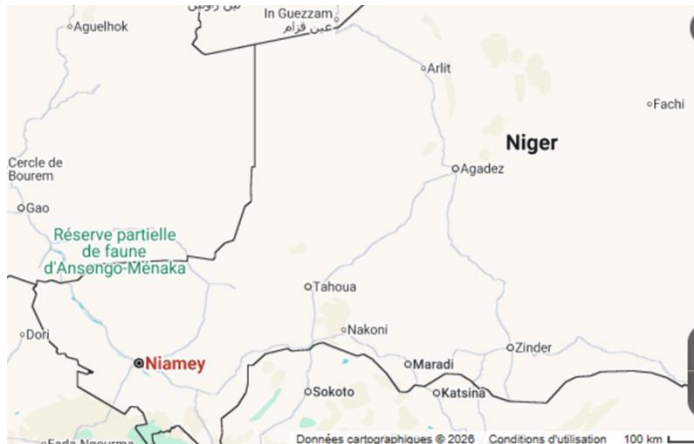 In Guezzam
عين قزام
Aguelhok
Arlit
Fachi
Niger
Cercle de
Bourem
Agadez
Gao
Réserve partielle
de faune
d'Ansongo-Ménaka
Tahoua
Nakoni
Dori
Zinder
Niamey
Maradi
Sokoto
Katsina
Données cartographiques © 2026 Conditions d'utilisation 100 km